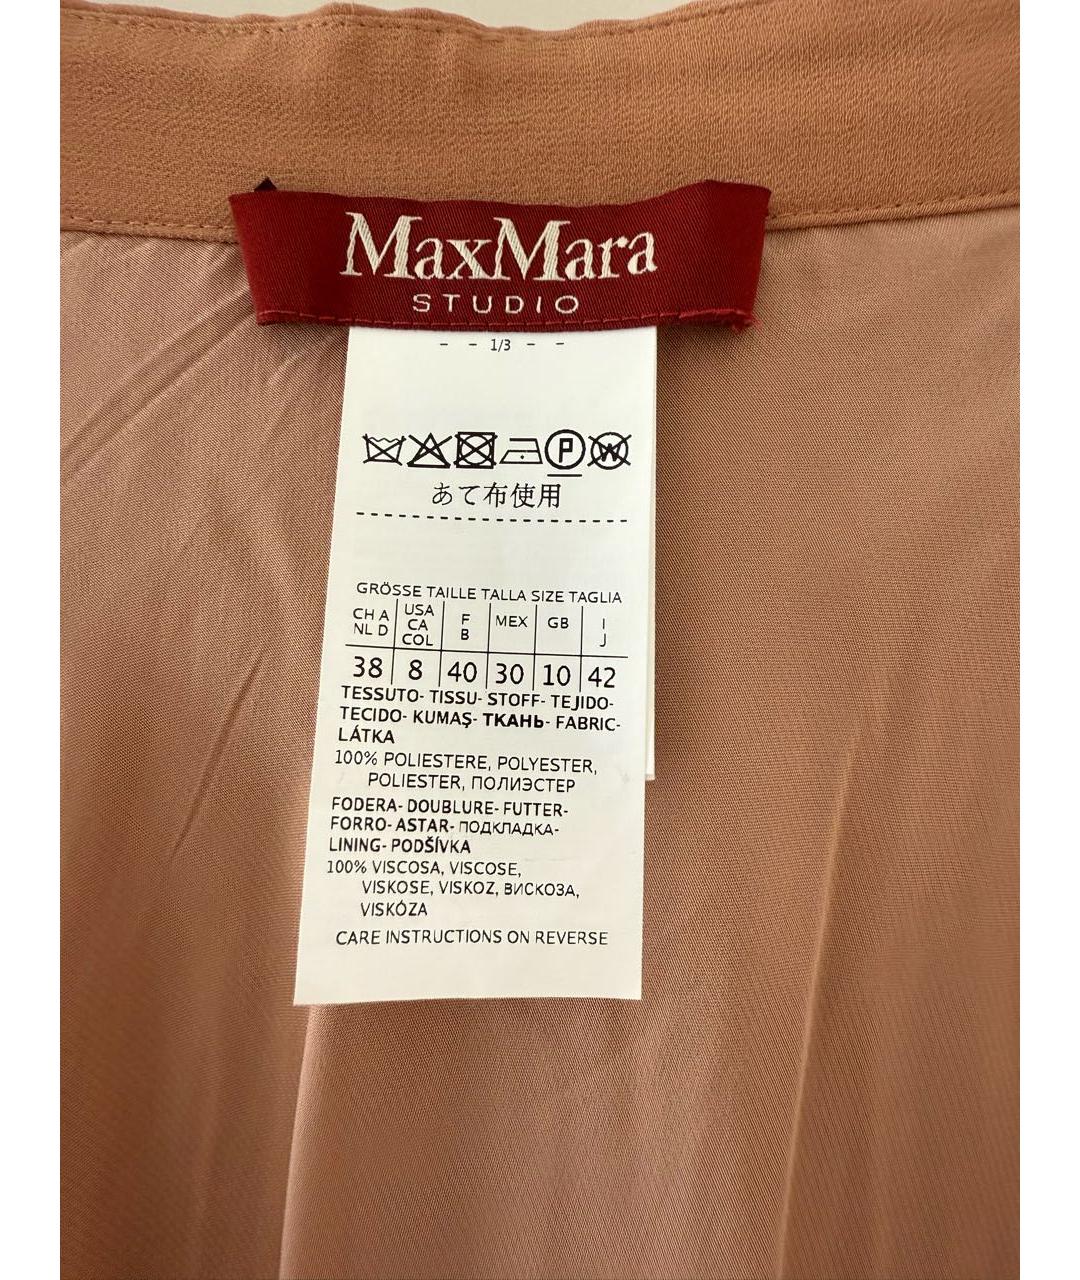 MaxMara
STUDIO
- - 1/3 - -
P W
あて布使用
GRÖSSE TAILLE TALLA SIZE TAGLIA
CH A NL D USA CA COL F B MEX GB I J
38 8 40 30 10 42
TESSUTO- TISSU- STOFF- TEJIDO-
TECIDO- KUMAŞ- ТКАНЬ- FABRIC-
LÁTKA
100% POLIESTERE, POLYESTER,
POLIESTER, ПОЛИЭСТЕР
FODERA- DOUBLURE- FUTTER-
FORRO- ASTAR- ПОДКЛАДКА-
LINING- PODŠÍVKA
100% VISCOSA, VISCOSE,
VISKOSE, VISKOZ, ВИСКОЗА,
VISKÓZA
CARE INSTRUCTIONS ON REVERSE